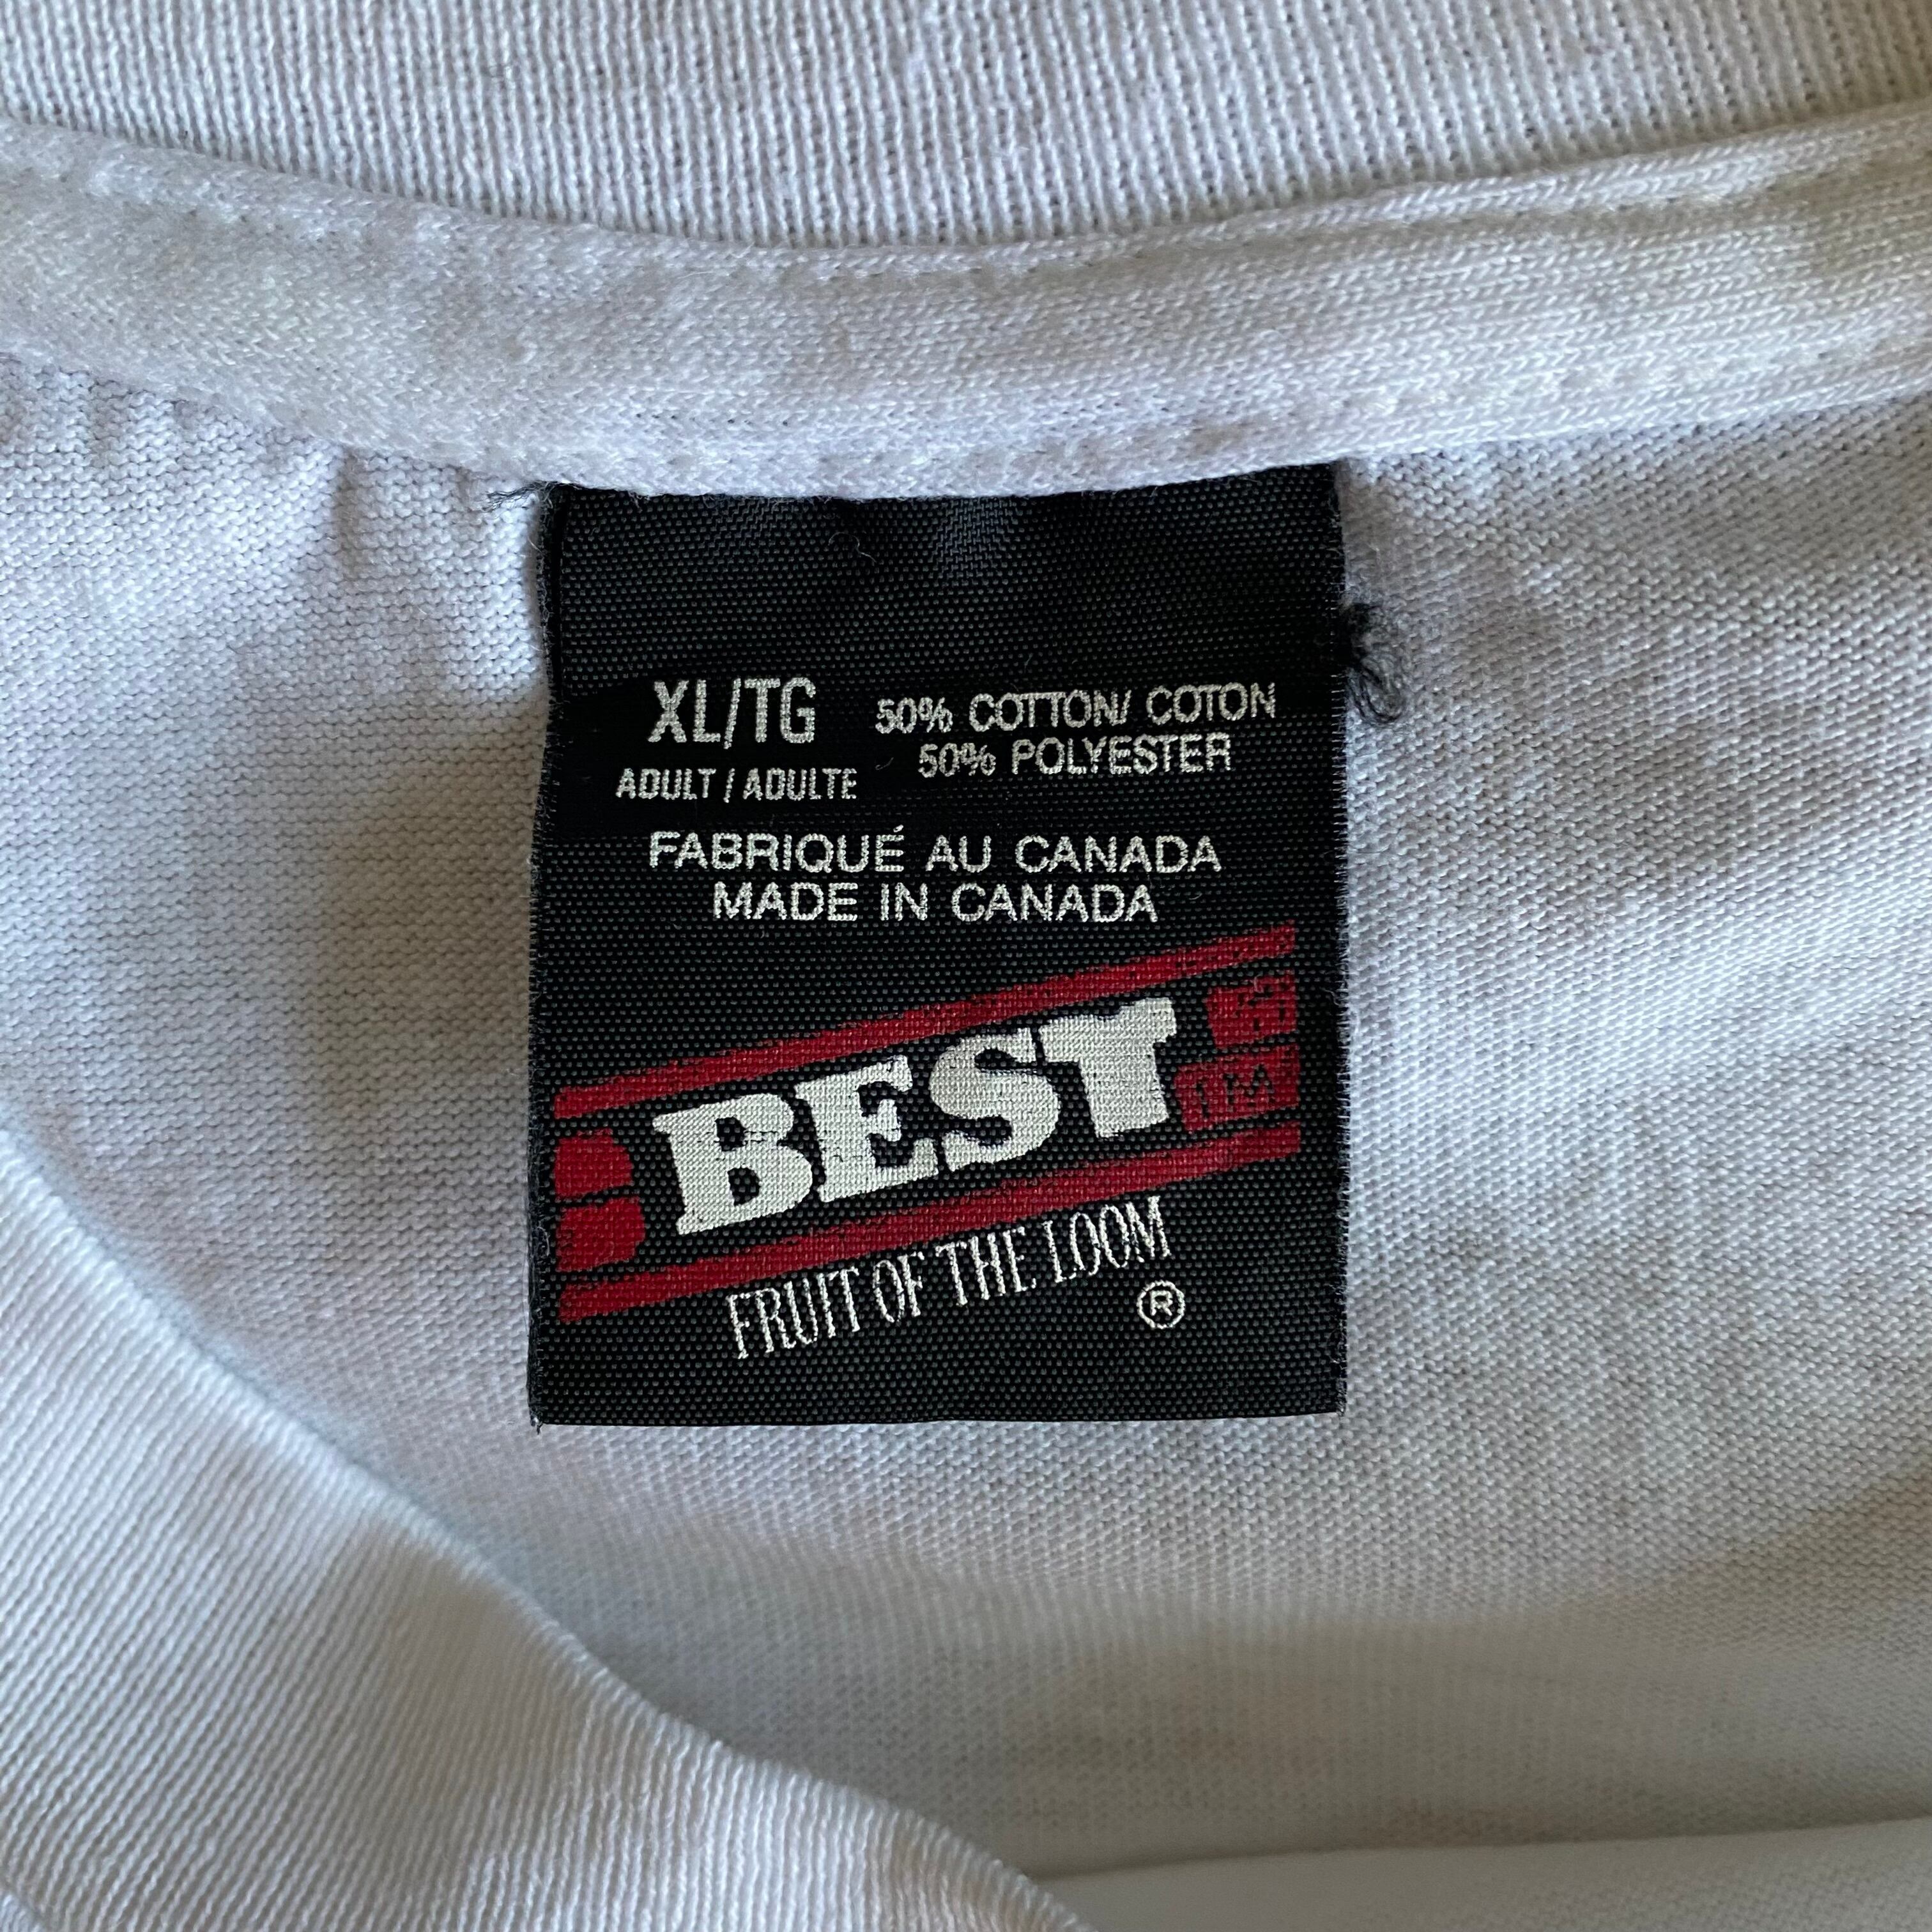 XL/TG
ADULT / ADULTE
50% COTTON/ COTON
50% POLYESTER
FABRIQUÉ AU CANADA
MADE IN CANADA
BEST
FRUIT OF THE LOOM
®